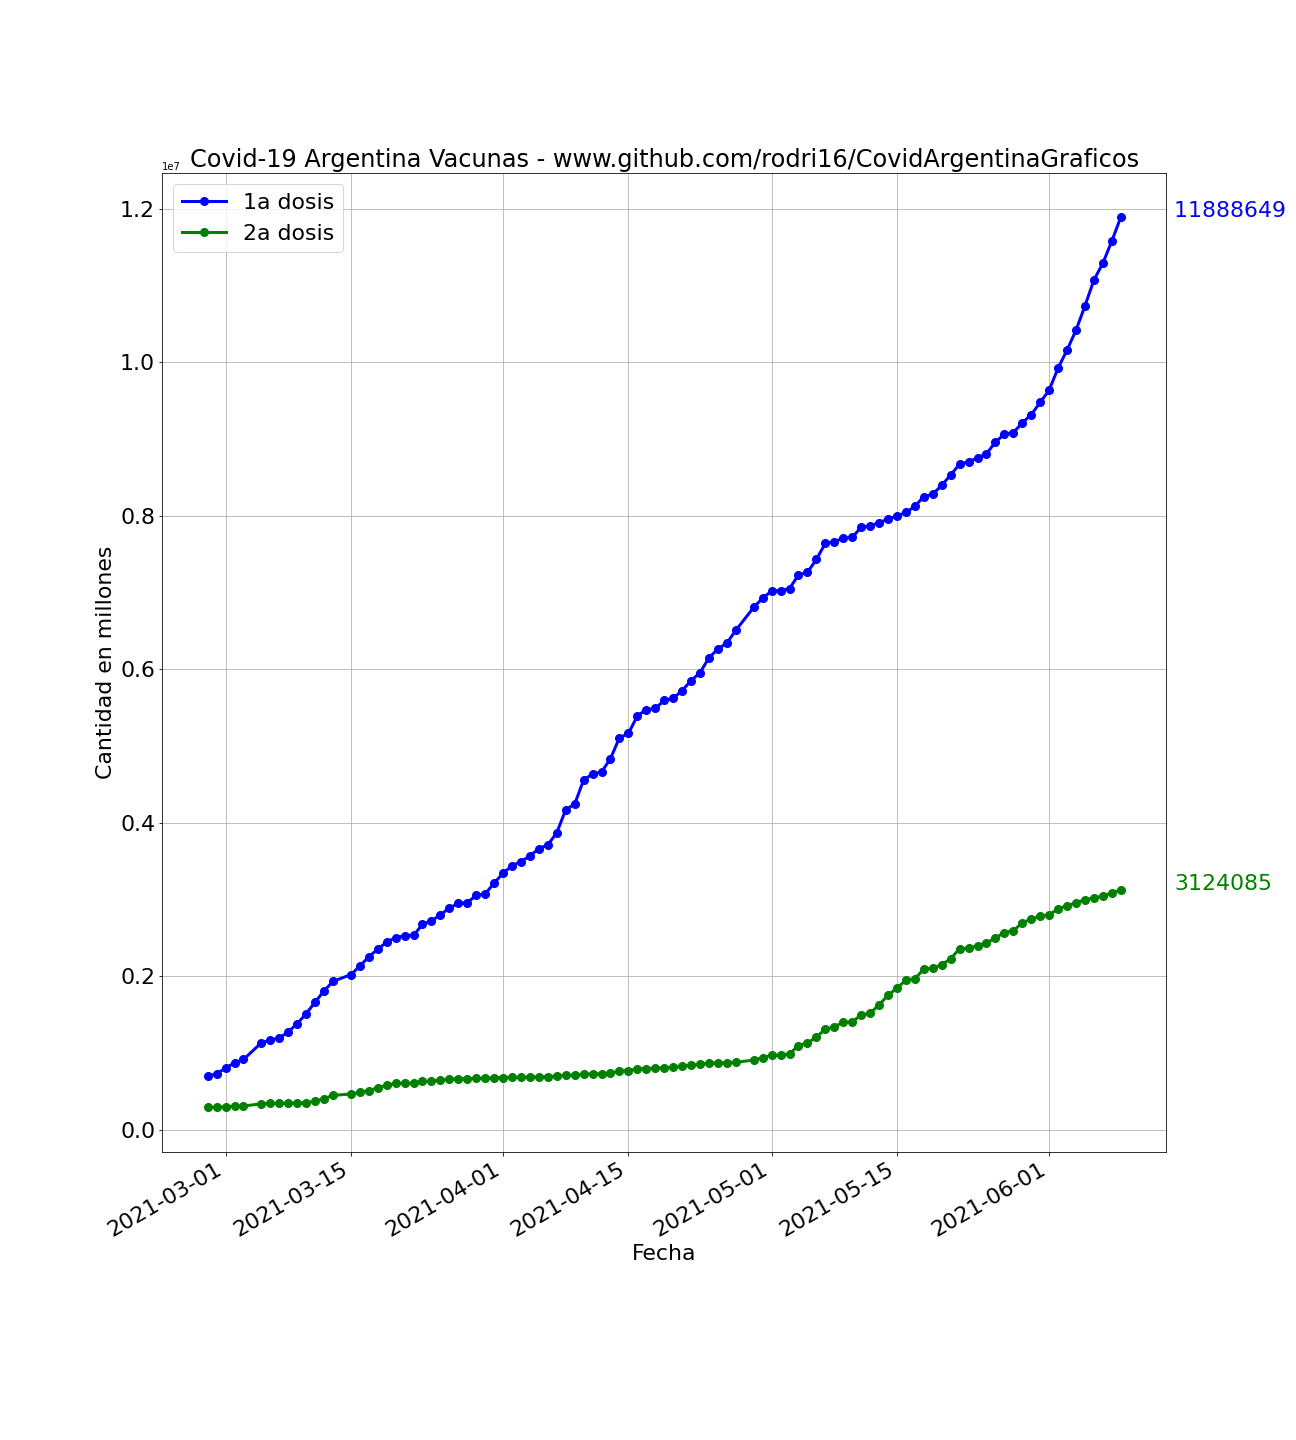 Covid-19 Argentina Vacunas - www.github.com/rodri16/CovidArgentinaGraficos
1e7
1a dosis
2a dosis
1.2
1.0
0.8
0.6
0.4
0.2
0.0
Cantidad en millones
11888649
3124085
2021-03-01
2021-03-15
2021-04-01
2021-04-15
2021-05-01
2021-05-15
2021-06-01
Fecha